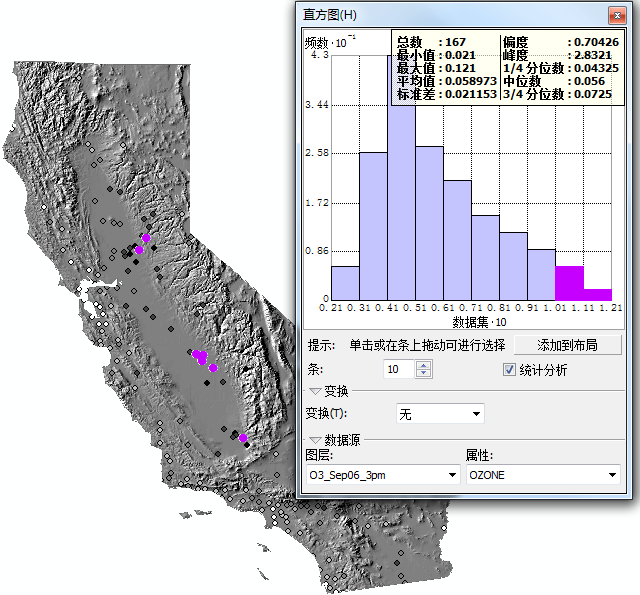 直方图(H)
频数·10⁻¹
总数 : 167 偏度 : 0.70426
最小值 : 0.021 峰度 : 2.8321
最大值 : 0.121 1/4 分位数 : 0.04325
平均值 : 0.058973 中位数 : 0.056
标准差 : 0.021153 3/4 分位数 : 0.0725
4.3
3.44
2.58
1.72
0.86
0
0.21 0.31 0.41 0.51 0.61 0.71 0.81 0.91 1.01 1.11 1.21
数据集·10
提示: 单击或在条上拖动可进行选择 添加到布局
条: 10 统计分析
变换
变换(T): 无
数据源
图层: 属性:
O3_Sep06_3pm OZONE